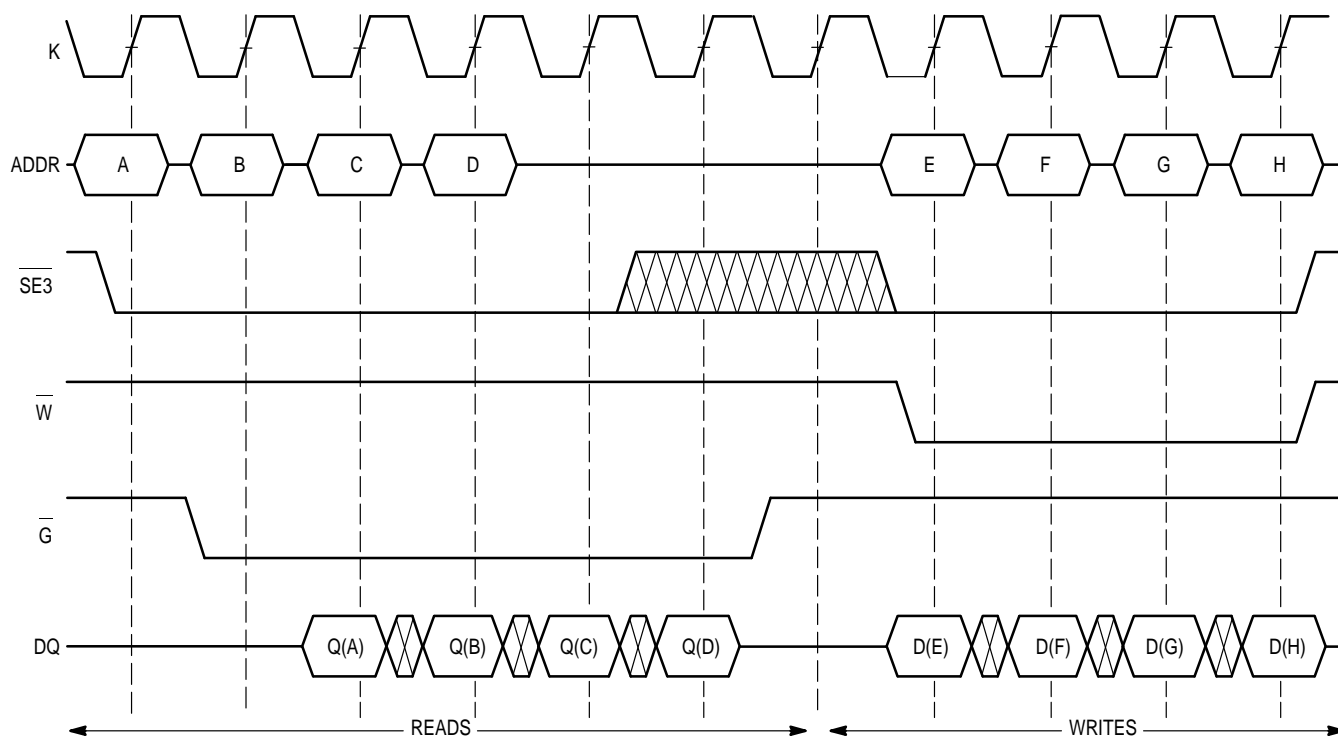 K
ADDR A B C D E F G H
SE3
W
G
DQ Q(A) Q(B) Q(C) Q(D) D(E) D(F) D(G) D(H)
READS WRITES